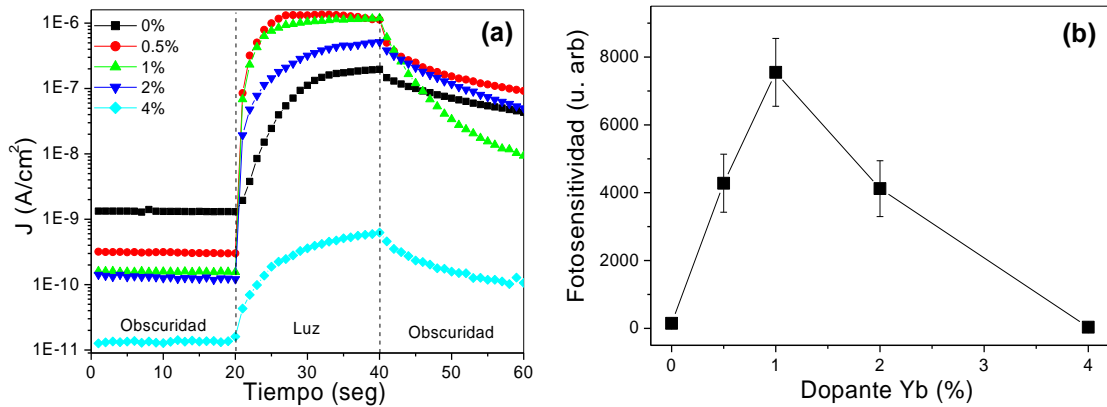 (a)
0%
0.5%
1%
2%
4%
1E-6
1E-7
1E-8
1E-9
1E-10
1E-11
J (A/cm²)
Obscuridad
Luz
Obscuridad
0 10 20 30 40 50 60
Tiempo (seg)
(b)
8000
6000
4000
2000
0
Fotosensitividad (u. arb)
0 1 2 3 4
Dopante Yb (%)